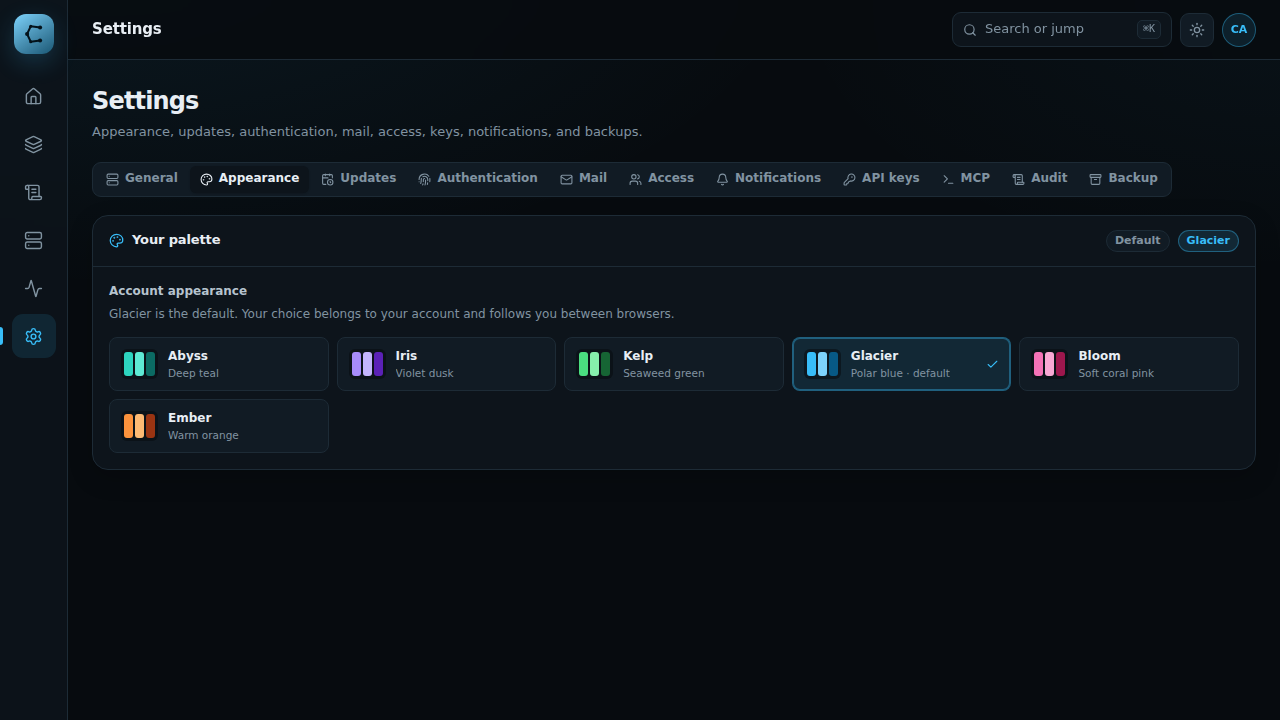 Settings
Search or jump
⌘K
CA
Settings
Appearance, updates, authentication, mail, access, keys, notifications, and backups.
General
Appearance
Updates
Authentication
Mail
Access
Notifications
API keys
MCP
Audit
Backup
Your palette
Default
Glacier
Account appearance
Glacier is the default. Your choice belongs to your account and follows you between browsers.
Abyss
Deep teal
Iris
Violet dusk
Kelp
Seaweed green
Glacier
Polar blue · default
Bloom
Soft coral pink
Ember
Warm orange